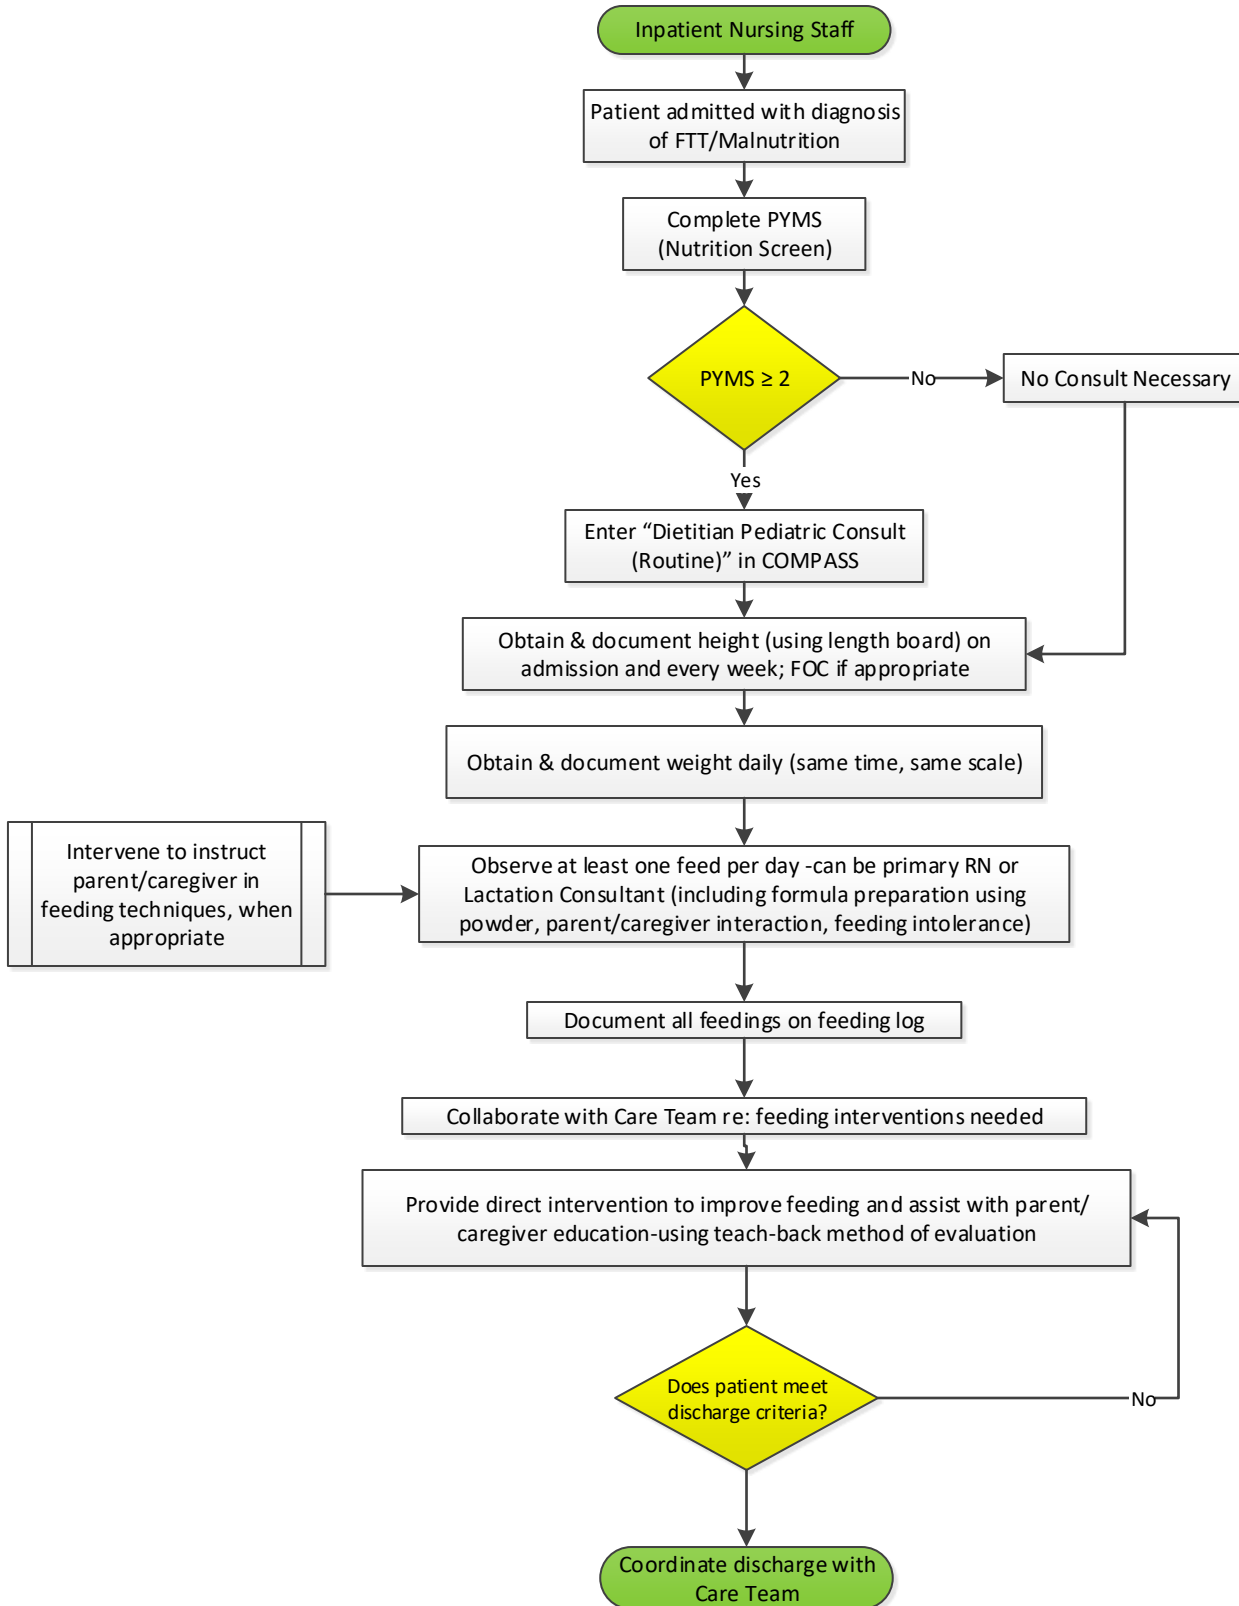 Inpatient Nursing Staff
Patient admitted with diagnosis
of FTT/Malnutrition
Complete PYMS
(Nutrition Screen)
PYMS ≥ 2
No
No Consult Necessary
Yes
Enter “Dietitian Pediatric Consult
(Routine)” in COMPASS
Obtain & document height (using length board) on
admission and every week; FOC if appropriate
Obtain & document weight daily (same time, same scale)
Intervene to instruct
parent/caregiver in
feeding techniques, when
appropriate
Observe at least one feed per day -can be primary RN or
Lactation Consultant (including formula preparation using
powder, parent/caregiver interaction, feeding intolerance)
Document all feedings on feeding log
Collaborate with Care Team re: feeding interventions needed
Provide direct intervention to improve feeding and assist with parent/
caregiver education-using teach-back method of evaluation
Does patient meet
discharge criteria?
No
Coordinate discharge with
Care Team